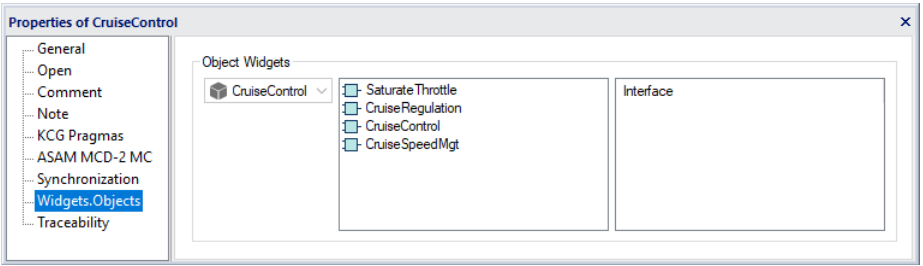 Properties of CruiseControl
General
Open
Comment
Note
KCG Pragmas
ASAM MCD-2 MC
Synchronization
Widgets.Objects
Traceability
Object Widgets
CruiseControl
SaturateThrottle
CruiseRegulation
CruiseControl
CruiseSpeedMgt
Interface